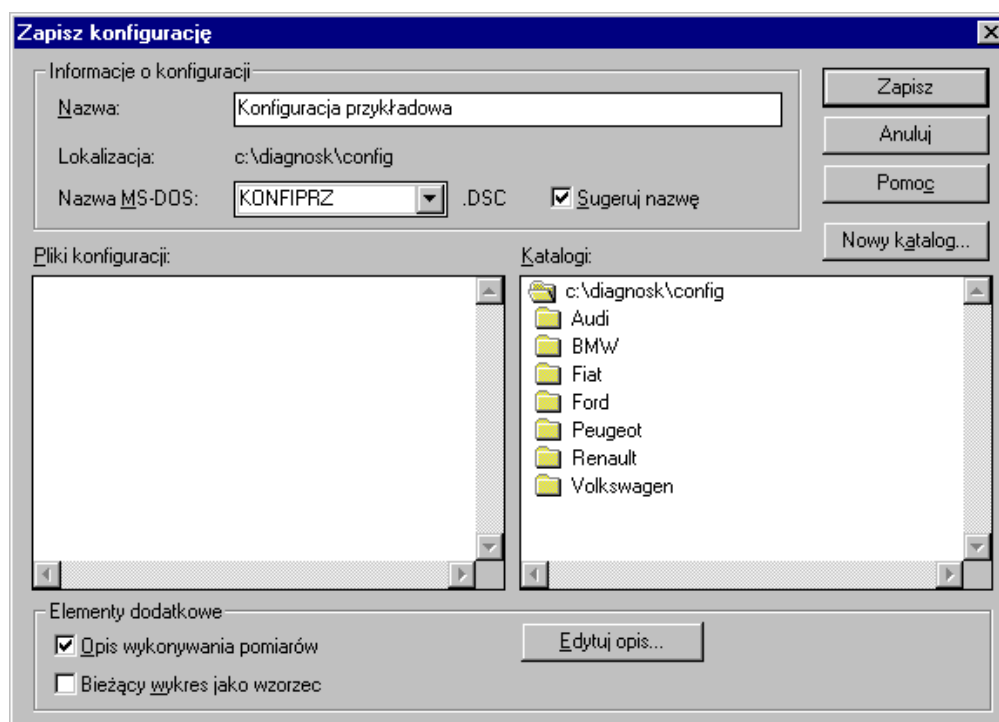 Zapisz konfigurację
Informacje o konfiguracji
Nazwa: Konfiguracja przykładowa
Lokalizacja: c:\diagnosk\config
Nazwa MS-DOS: KONFIPRZ .DSC Sugeruj nazwę
Zapisz
Anuluj
Pomoc
Nowy katalog...
Pliki konfiguracji:
Katalogi:
c:\diagnosk\config
Audi
BMW
Fiat
Ford
Peugeot
Renault
Volkswagen
Elementy dodatkowe
Opis wykonywania pomiarów
Edytuj opis...
Bieżący wykres jako wzorzec